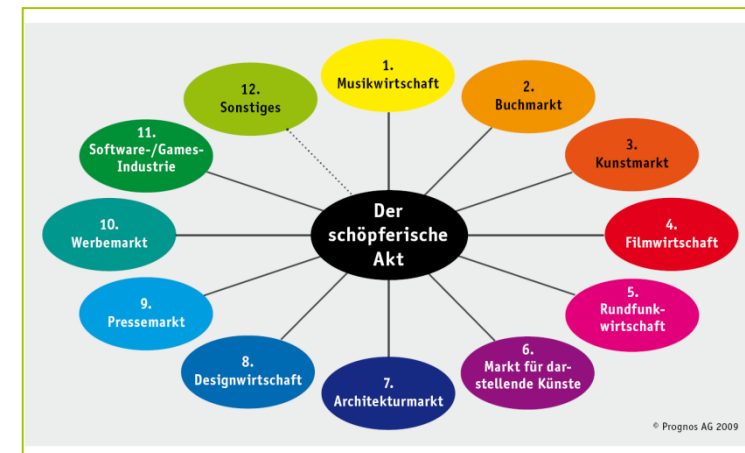 1.
Musikwirtschaft
2.
Buchmarkt
3.
Kunstmarkt
4.
Filmwirtschaft
5.
Rundfunk-
wirtschaft
6.
Markt für dar-
stellende Künste
7.
Architekturmarkt
8.
Designwirtschaft
9.
Pressemarkt
10.
Werbemarkt
11.
Software-/Games-
Industrie
12.
Sonstiges
Der
schöpferische
Akt
© Prognos AG 2009